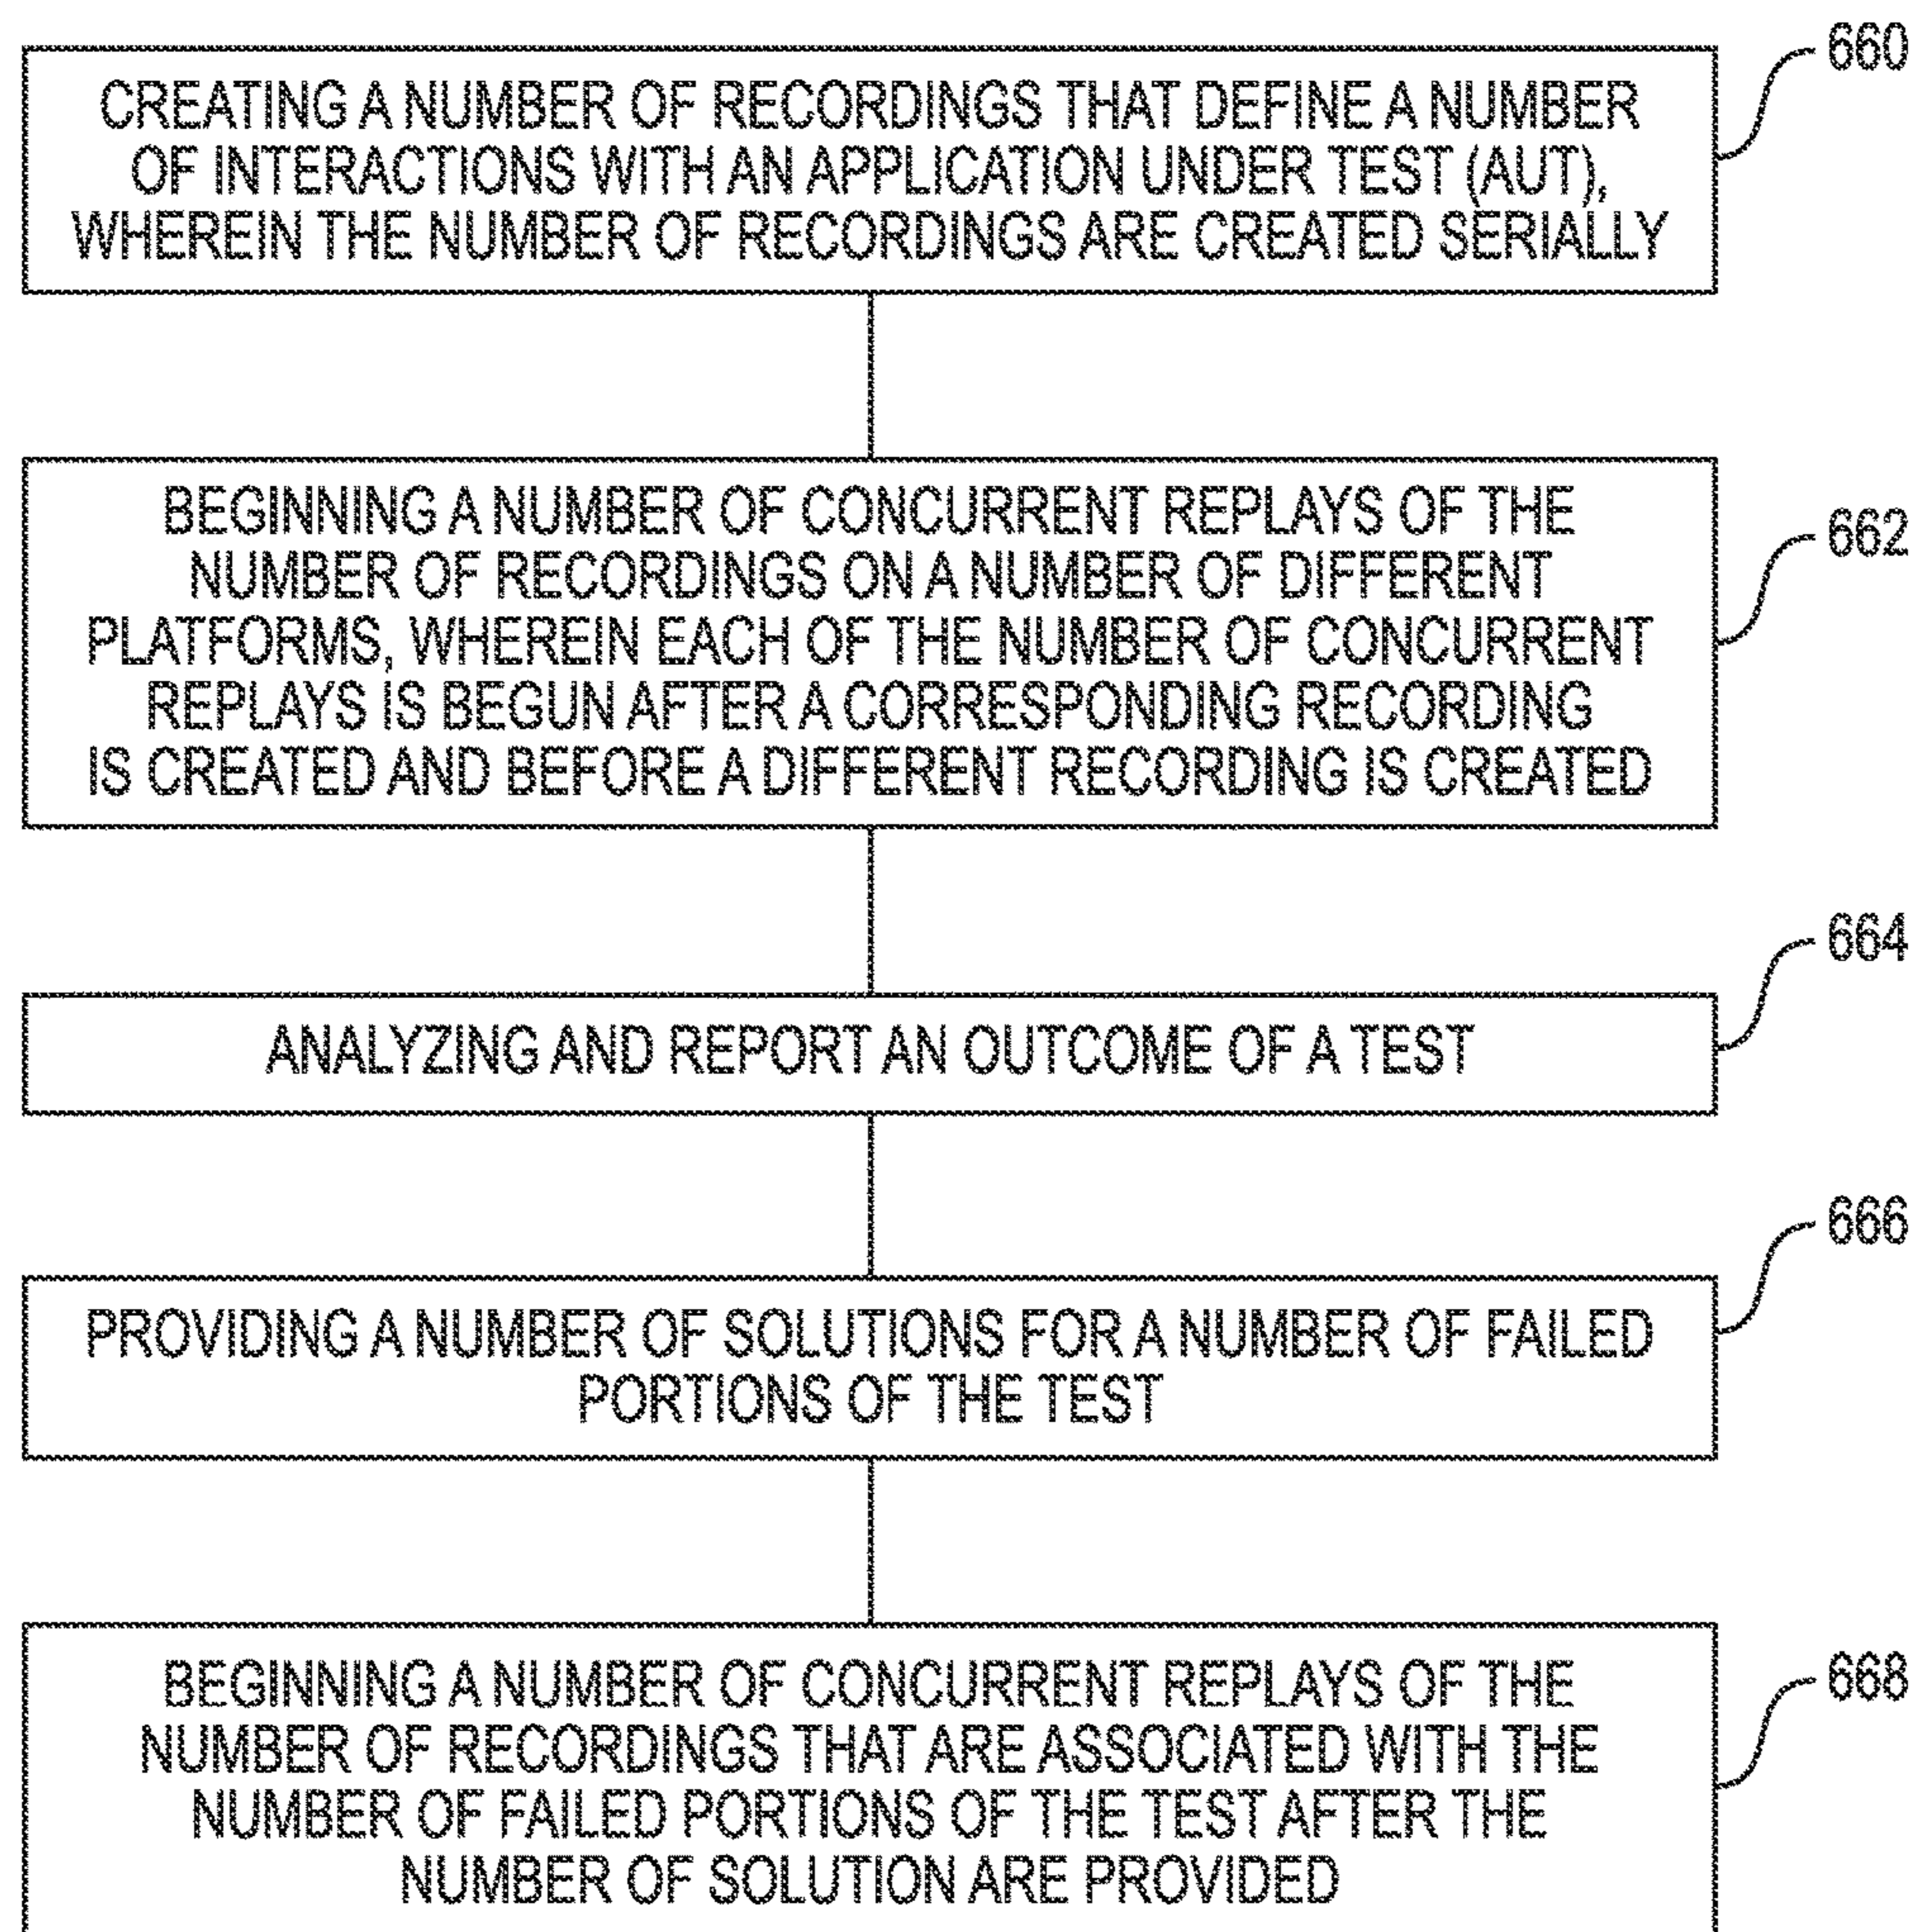 660
CREATING A NUMBER OF RECORDINGS THAT DEFINE A NUMBER
OF INTERACTIONS WITH AN APPLICATION UNDER TEST (AUT),
WHEREIN THE NUMBER OF RECORDINGS ARE CREATED SERIALLY
662
BEGINNING A NUMBER OF CONCURRENT REPLAYS OF THE
NUMBER OF RECORDINGS ON A NUMBER OF DIFFERENT
PLATFORMS, WHEREIN EACH OF THE NUMBER OF CONCURRENT
REPLAYS IS BEGUN AFTER A CORRESPONDING RECORDING
IS CREATED AND BEFORE A DIFFERENT RECORDING IS CREATED
664
ANALYZING AND REPORT AN OUTCOME OF A TEST
666
PROVIDING A NUMBER OF SOLUTIONS FOR A NUMBER OF FAILED
PORTIONS OF THE TEST
668
BEGINNING A NUMBER OF CONCURRENT REPLAYS OF THE
NUMBER OF RECORDINGS THAT ARE ASSOCIATED WITH THE
NUMBER OF FAILED PORTIONS OF THE TEST AFTER THE
NUMBER OF SOLUTION ARE PROVIDED